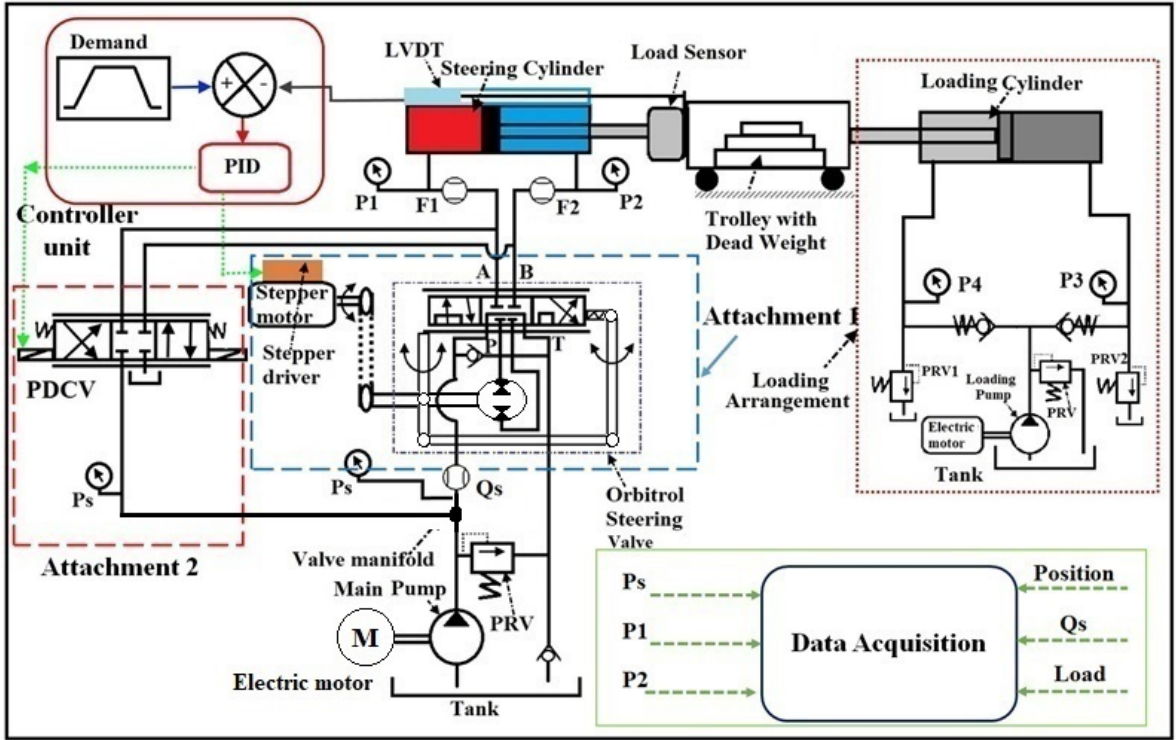 Demand
+
-
PID
Controller
unit
LVDT
Steering Cylinder
Load Sensor
Loading Cylinder
P1
F1
F2
P2
Trolley with
Dead Weight
A
B
Stepper
motor
Stepper
driver
P
T
Attachment 1
PDCV
Ps
Attachment 2
Ps
Qs
Orbitrol
Steering
Valve
Valve manifold
Main Pump
PRV
M
Electric motor
Tank
P4
P3
PRV1
PRV2
Loading
Pump
PRV
Electric
motor
Tank
Loading
Arrangement
Ps
P1
P2
Data Acquisition
Position
Qs
Load